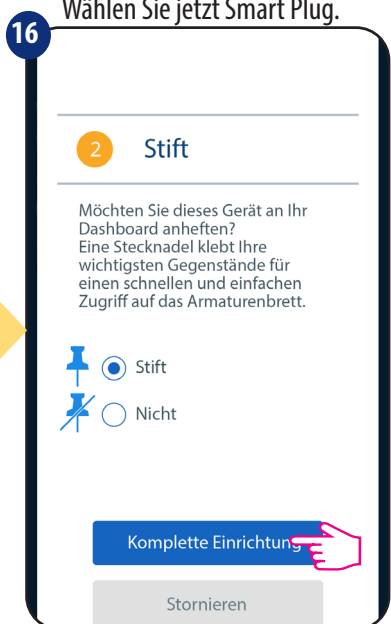 Wählen Sie jetzt Smart Plug.
16
2 Stift
Möchten Sie dieses Gerät an Ihr
Dashboard anheften?
Eine Stecknadel klebt Ihre
wichtigsten Gegenstände für
einen schnellen und einfachen
Zugriff auf das Armaturenbrett.
Stift
Nicht
Komplette Einrichtung
Stornieren